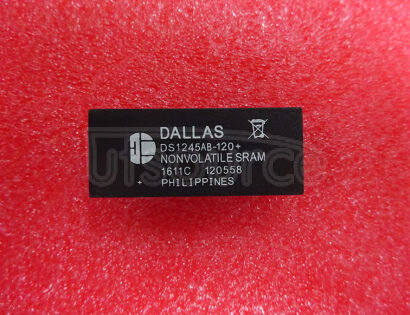 DALLAS
DS1245AB-120+
NONVOLATILE SRAM
1611C 120558
+ PHILIPPINES